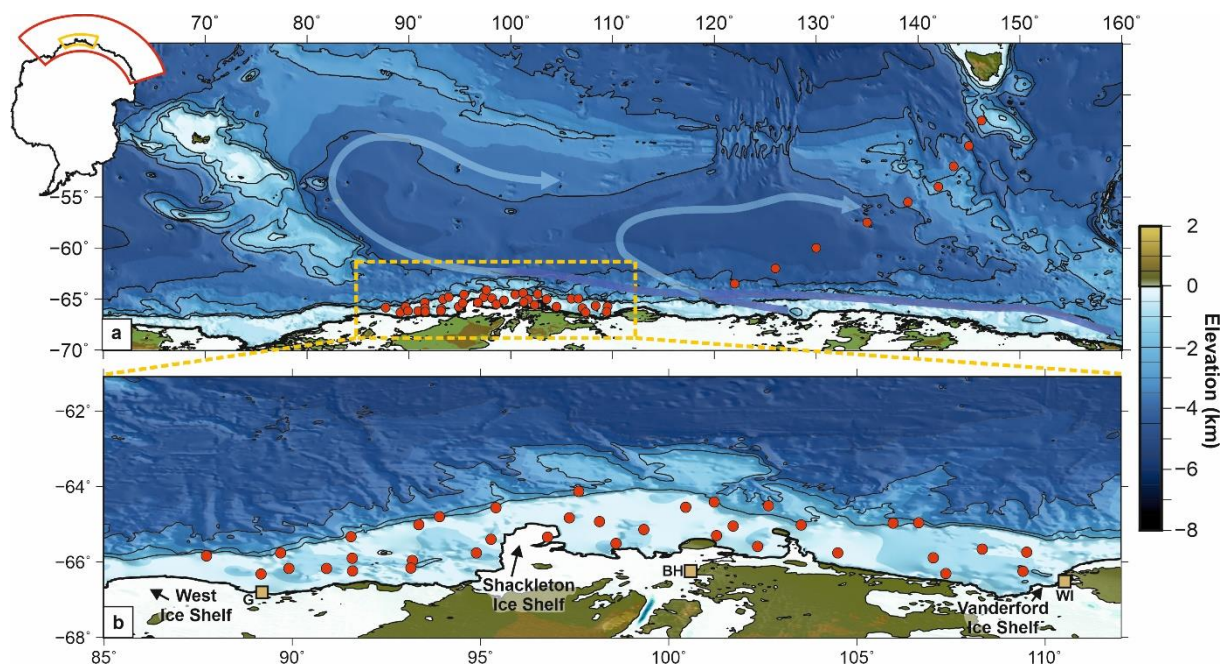 70˚ 80˚ 90˚ 100˚ 110˚ 120˚ 130˚ 140˚ 150˚ 160˚
−55˚
−60˚
−65˚
−70˚
a
2
0
−2
−4
−6
−8
Elevation (km)
−62˚
−64˚
−66˚
−68˚
West
Ice Shelf
G
Shackleton
Ice Shelf
BH
Vanderford
Ice Shelf
WI
b
85 90 95 100 105 110